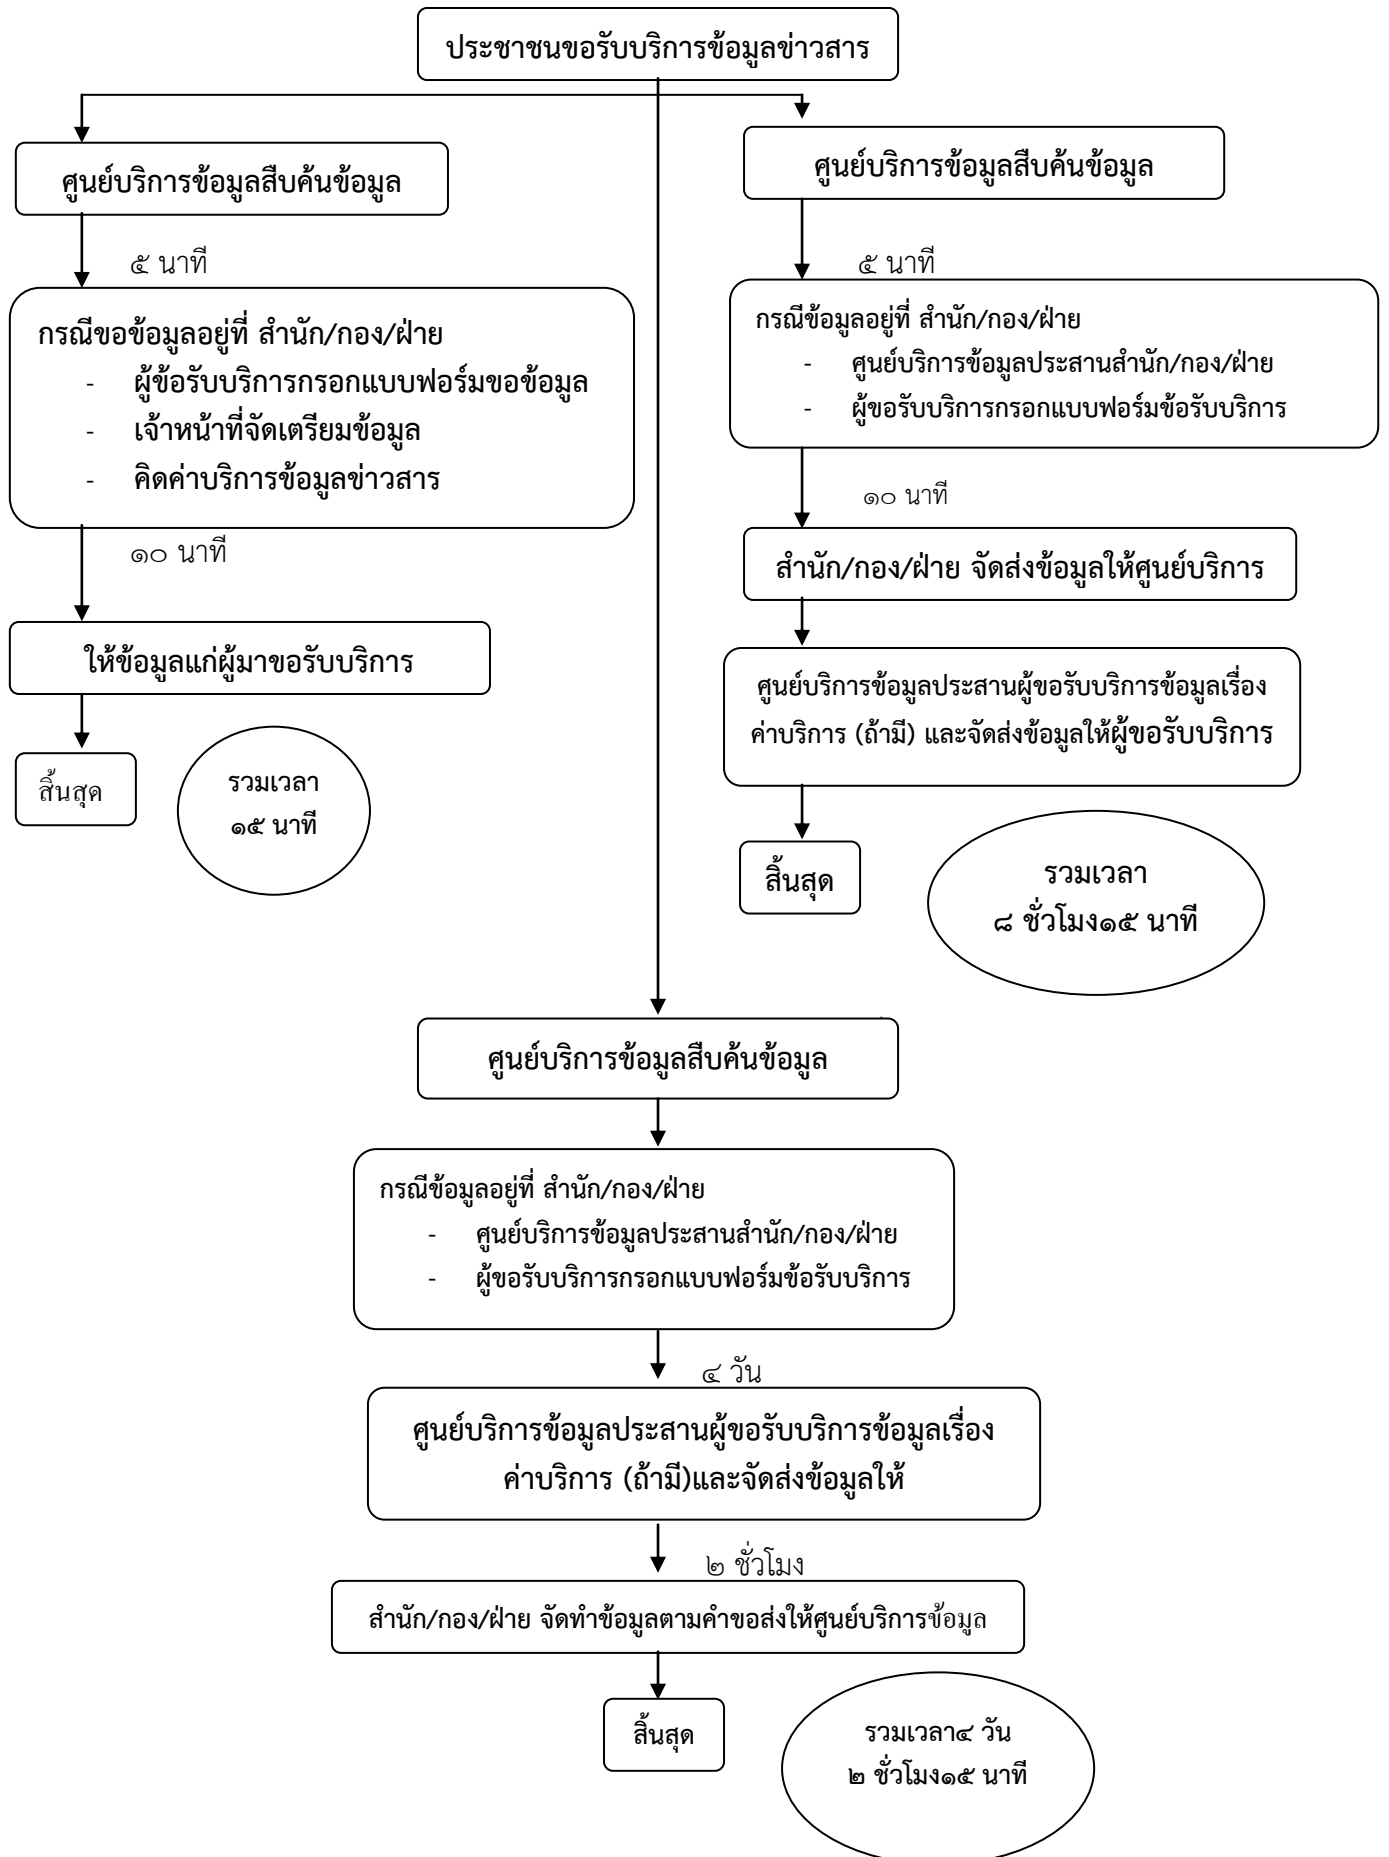 ประชาชนขอรับบริการข้อมูลข่าวสาร
ศูนย์บริการข้อมูลสืบค้นข้อมูล
๕ นาที
กรณีขอข้อมูลอยู่ที่ สำนัก/กอง/ฝ่าย
- ผู้ข้อรับบริการกรอกแบบฟอร์มขอข้อมูล
- เจ้าหน้าที่จัดเตรียมข้อมูล
- คิดค่าบริการข้อมูลข่าวสาร
๑๐ นาที
ให้ข้อมูลแก่ผู้มาขอรับบริการ
สิ้นสุด
รวมเวลา
๑๕ นาที
ศูนย์บริการข้อมูลสืบค้นข้อมูล
๕ นาที
กรณีข้อมูลอยู่ที่ สำนัก/กอง/ฝ่าย
- ศูนย์บริการข้อมูลประสานสำนัก/กอง/ฝ่าย
- ผู้ขอรับบริการกรอกแบบฟอร์มข้อรับบริการ
๑๐ นาที
สำนัก/กอง/ฝ่าย จัดส่งข้อมูลให้ศูนย์บริการ
ศูนย์บริการข้อมูลประสานผู้ขอรับบริการข้อมูลเรื่อง
ค่าบริการ (ถ้ามี) และจัดส่งข้อมูลให้ผู้ขอรับบริการ
สิ้นสุด
รวมเวลา
๘ ชั่วโมง๑๕ นาที
ศูนย์บริการข้อมูลสืบค้นข้อมูล
กรณีข้อมูลอยู่ที่ สำนัก/กอง/ฝ่าย
- ศูนย์บริการข้อมูลประสานสำนัก/กอง/ฝ่าย
- ผู้ขอรับบริการกรอกแบบฟอร์มข้อรับบริการ
๔ วัน
ศูนย์บริการข้อมูลประสานผู้ขอรับบริการข้อมูลเรื่อง
ค่าบริการ (ถ้ามี)และจัดส่งข้อมูลให้
๒ ชั่วโมง
สำนัก/กอง/ฝ่าย จัดทำข้อมูลตามคำขอส่งให้ศูนย์บริการข้อมูล
สิ้นสุด
รวมเวลา๔ วัน
๒ ชั่วโมง๑๕ นาที